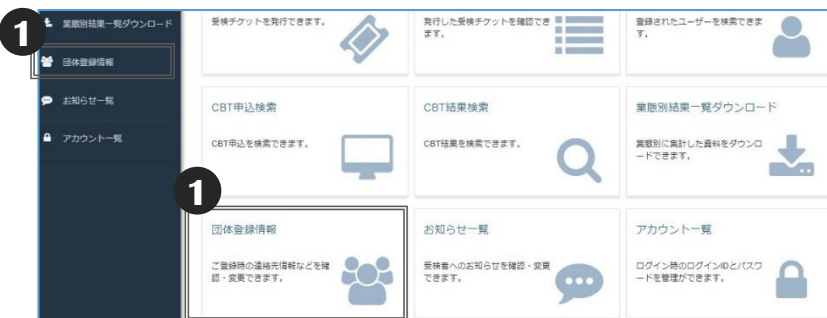 1
業態別結果一覧ダウンロード
団体登録情報
お知らせ一覧
アカウント一覧
受検チケットを発行できます。
発行した受検チケットを確認でき
ます。
登録されたユーザーを検索できま
す。
CBT申込検索
CBT申込を検索できます。
CBT結果検索
CBT結果を検索できます。
業態別結果一覧ダウンロード
業態別に集計した資料をダウンロ
ードできます。
1
団体登録情報
ご登録時の連絡先情報などを確
認・変更できます。
お知らせ一覧
受検者へのお知らせを確認・変更
できます。
アカウント一覧
ログイン時のログインIDとパスワ
ードを管理ができます。